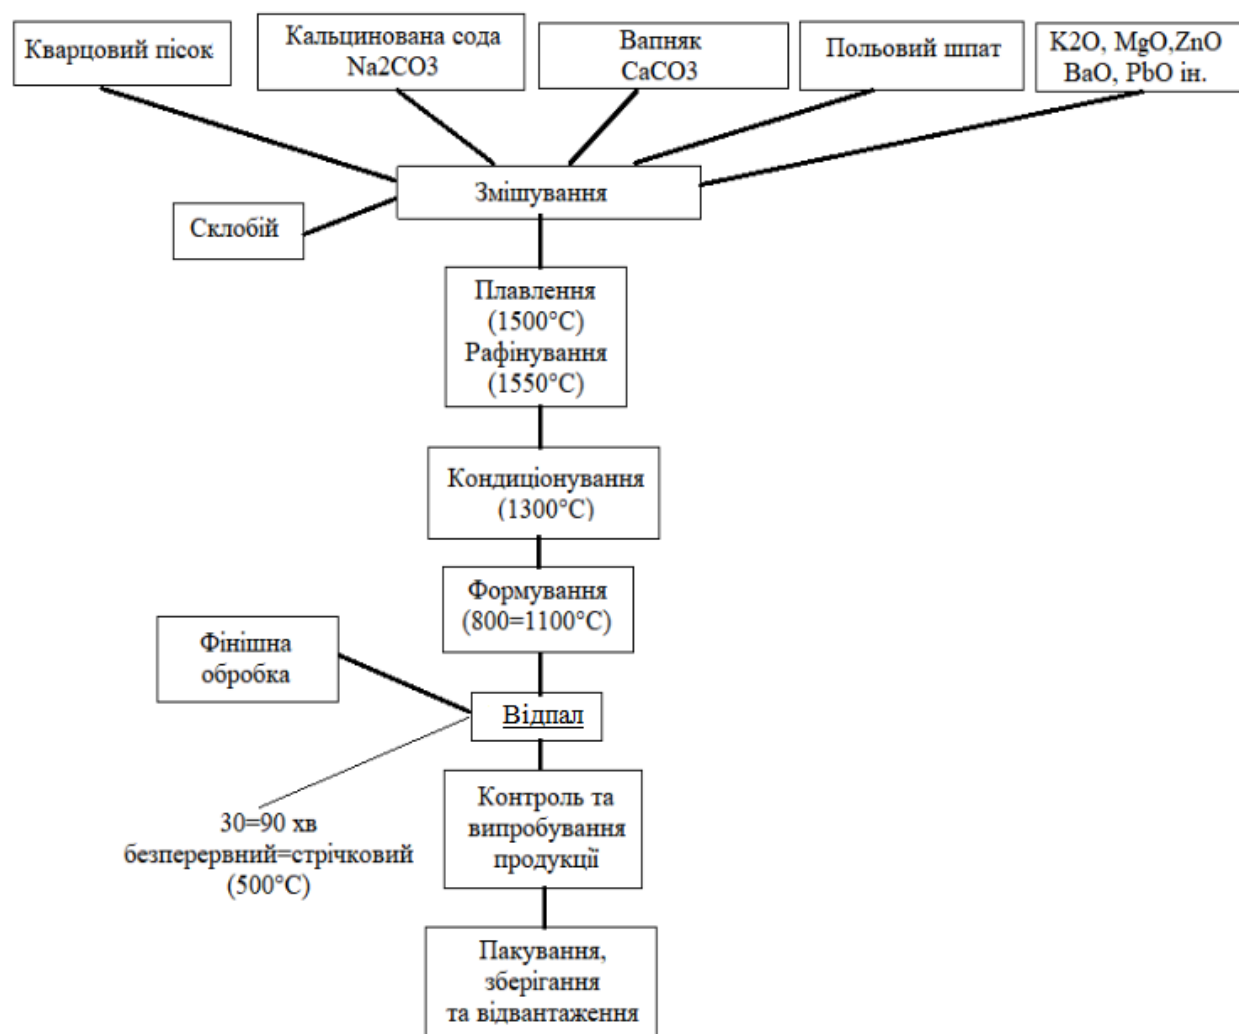 Кварцовий пісок
Кальцинована сода
Na2CO3
Вапняк
CaCO3
Польовий шпат
K2O, MgO,ZnO
BaO, PbO ін.
Змішування
Склобій
Плавлення
(1500°C)
Рафінування
(1550°C)
Кондиціонування
(1300°C)
Формування
(800=1100°C)
Фінішна
обробка
Відпал
30=90 хв
безперервний=стрічковий
(500°C)
Контроль та
випробування
продукції
Пакування,
зберігання
та відвантаження